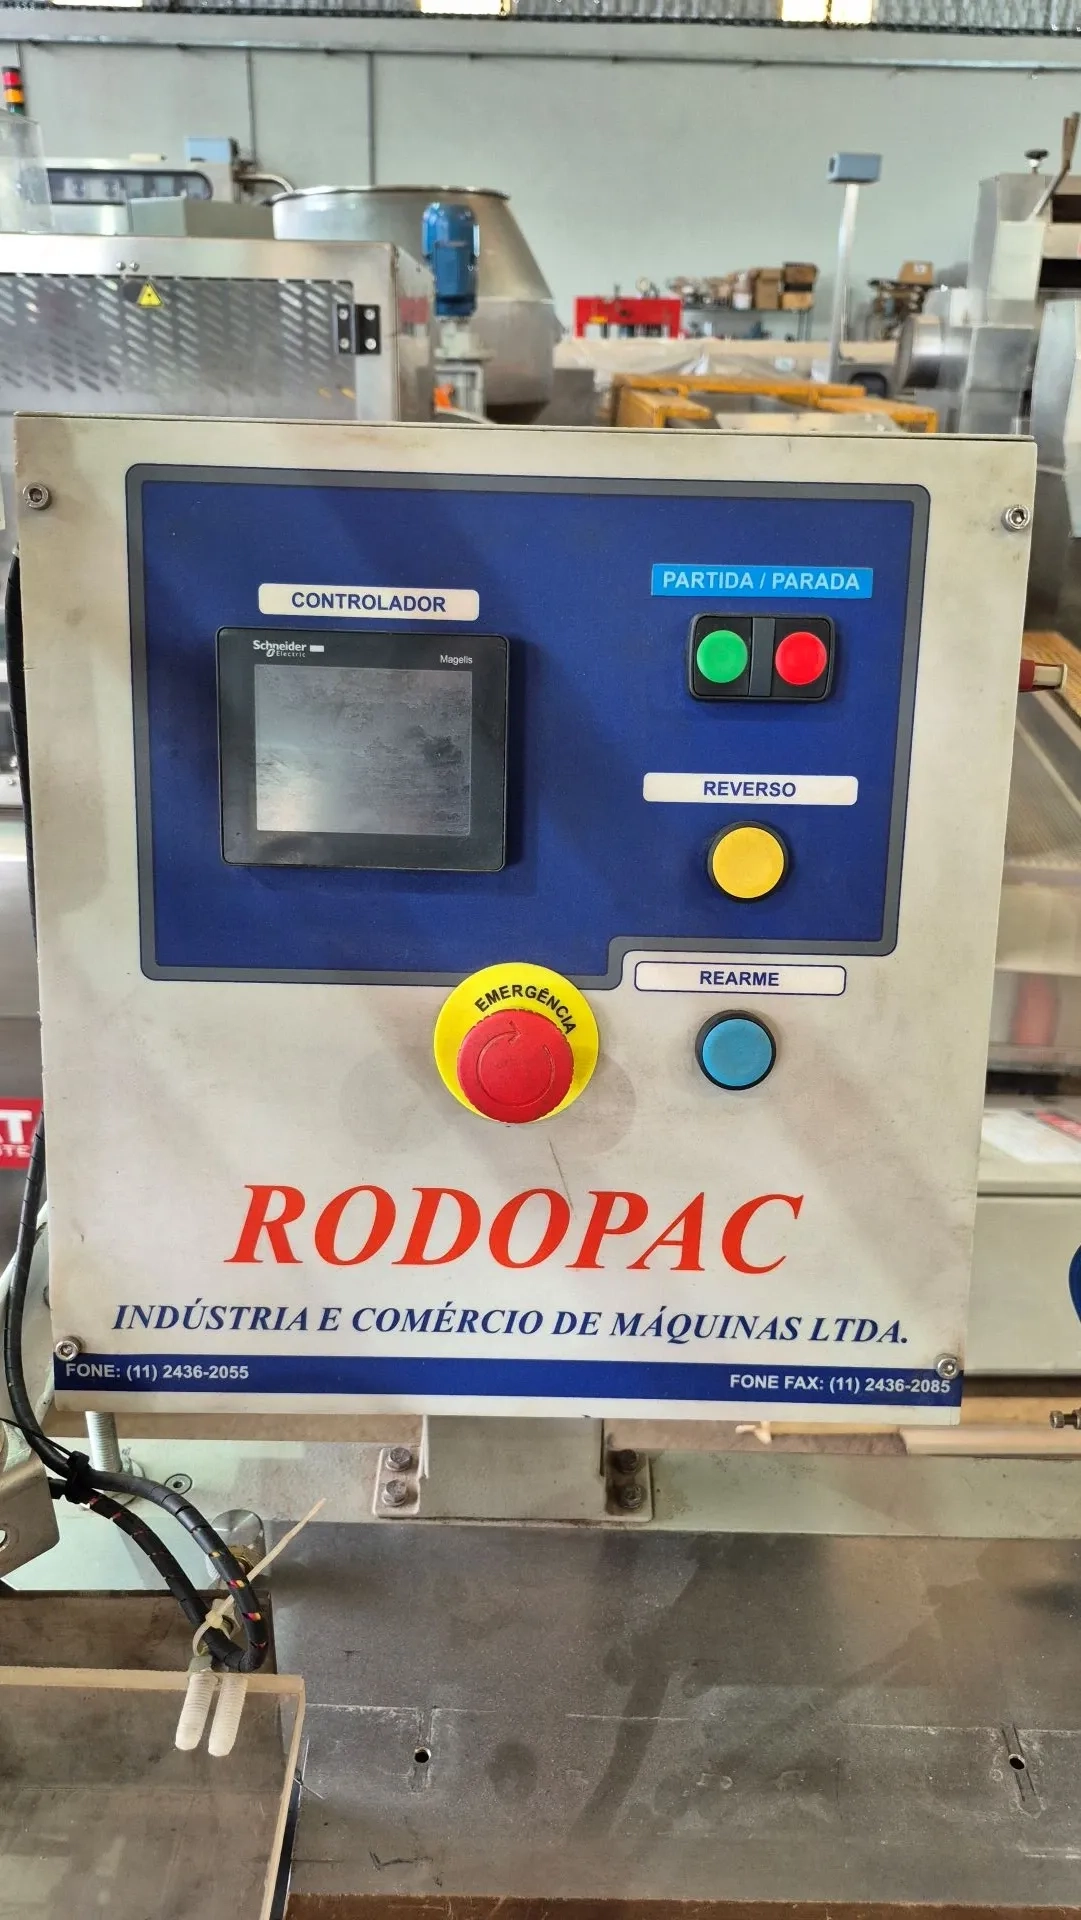 CONTROLADOR
PARTIDA / PARADA
Schneider
Electric
Magelis
REVERSO
REARME
EMERGÊNCIA
RODOPAC
INDÚSTRIA E COMÉRCIO DE MÁQUINAS LTDA.
FONE: (11) 2436-2055
FONE FAX: (11) 2436-2085